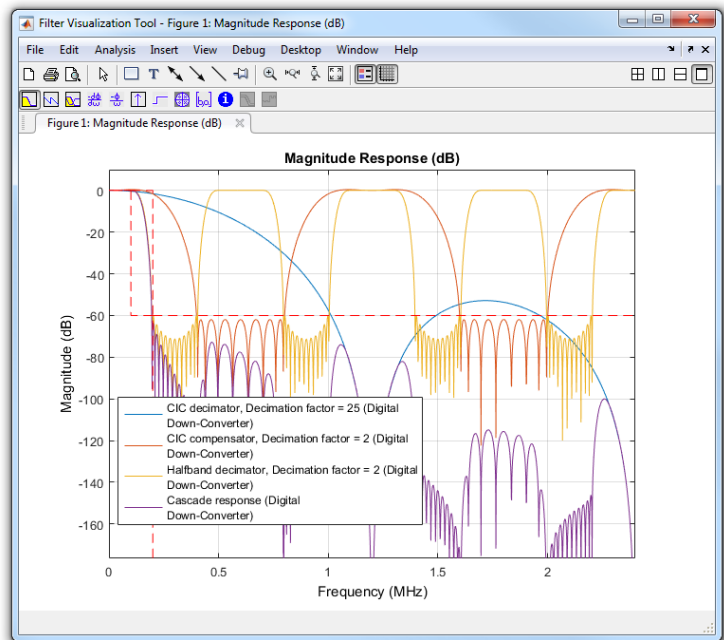 Filter Visualization Tool - Figure 1: Magnitude Response (dB)
File Edit Analysis Insert View Debug Desktop Window Help
Figure 1: Magnitude Response (dB)
Magnitude Response (dB)
0
-20
-40
-60
-80
-100
-120
-140
-160
Magnitude (dB)
CIC decimator, Decimation factor = 25 (Digital
Down-Converter)
CIC compensator, Decimation factor = 2 (Digital
Down-Converter)
Halfband decimator, Decimation factor = 2 (Digital
Down-Converter)
Cascade response (Digital
Down-Converter)
0 0.5 1 1.5 2
Frequency (MHz)